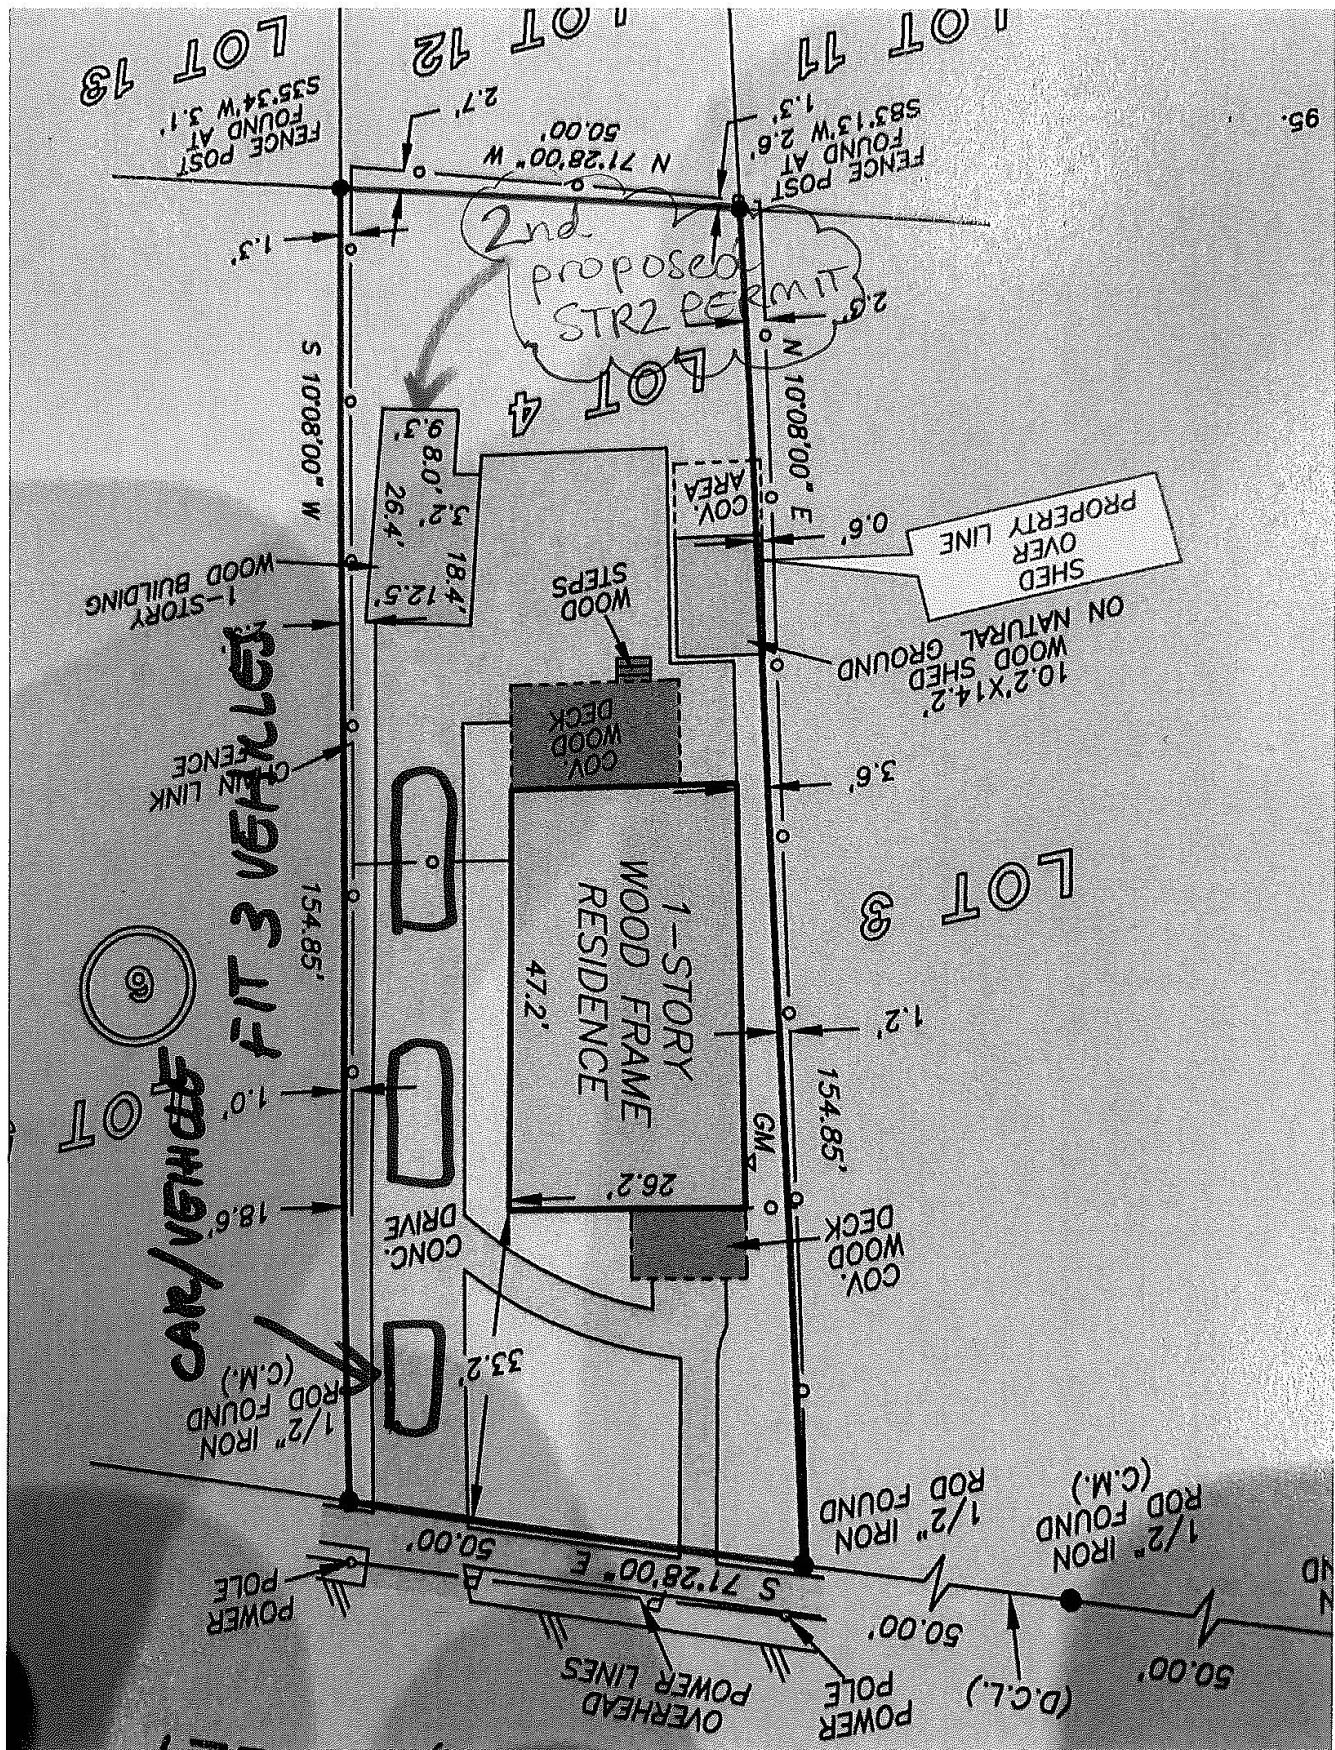 LOT 13
LOT 12
LOT 11
95.
FENCE POST
FOUND AT
S35°34'W 3.1'
2.7'
N 71°28'00" W
50.00'
FENCE POST
FOUND AT
S83°13'W 2.6'
1.3'
1.3'
2nd
proposed
STR2 PERMIT
2.3'
LOT 4
S 10°08'00" W
N 10°08'00" E
9.3'
8.0'
3.2'
26.4'
18.4'
12.5'
COV.
AREA
0.6'
SHED
OVER
PROPERTY LINE
1-STORY
WOOD BUILDING
WOOD
STEPS
10.2'X14.2'
WOOD SHED
ON NATURAL GROUND
COV.
WOOD
DECK
CHAIN LINK
FENCE
3.6'
FIT 3 VEHICLES
154.85'
1-STORY
WOOD FRAME
RESIDENCE
47.2'
LOT 3
9
1.2'
1.0'
LOT
154.85'
GM
26.2'
18.6'
CONC.
DRIVE
COV.
WOOD
DECK
CAR/VEHICLE
33.2'
1/2" IRON
ROD FOUND
(C.M.)
1/2" IRON
ROD FOUND
1/2" IRON
ROD FOUND
(C.M.)
S 71°28'00" E
50.00'
POWER
POLE
50.00'
50.00'
OVERHEAD
POWER LINES
POWER
POLE
(D.C.L.)